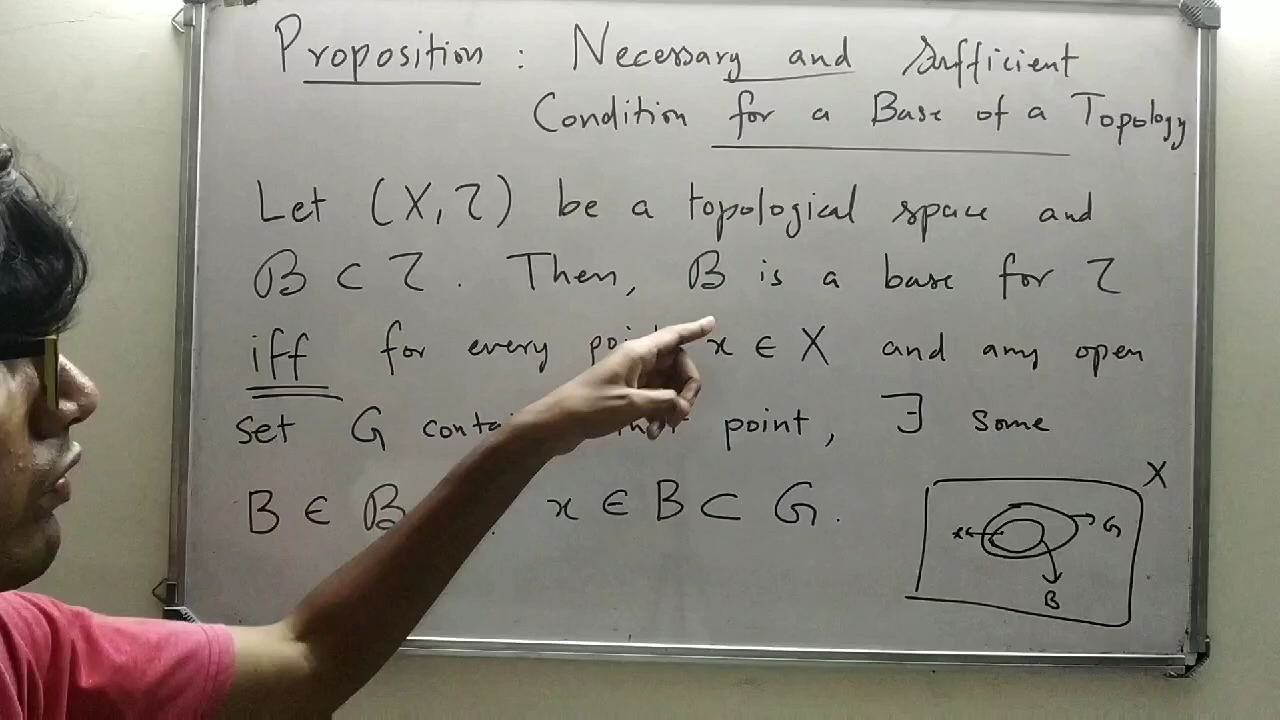 Proposition : Necessary and Sufficient
Condition for a Base of a Topology
Let (X, τ) be a topological space and
ℬ ⊂ τ. Then, ℬ is a base for τ
iff for every x ∈ X and any open
set G point, ∃ some
B ∈ ℬ x ∈ B ⊂ G.
X
x
G
B